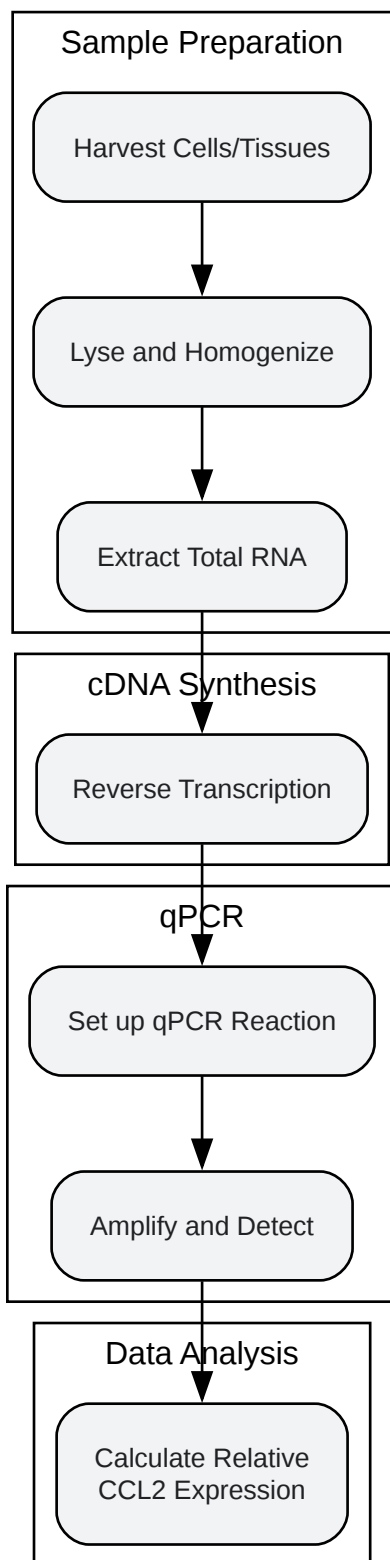 Sample Preparation
Harvest Cells/Tissues
Lyse and Homogenize
Extract Total RNA
cDNA Synthesis
Reverse Transcription
qPCR
Set up qPCR Reaction
Amplify and Detect
Data Analysis
Calculate Relative
CCL2 Expression